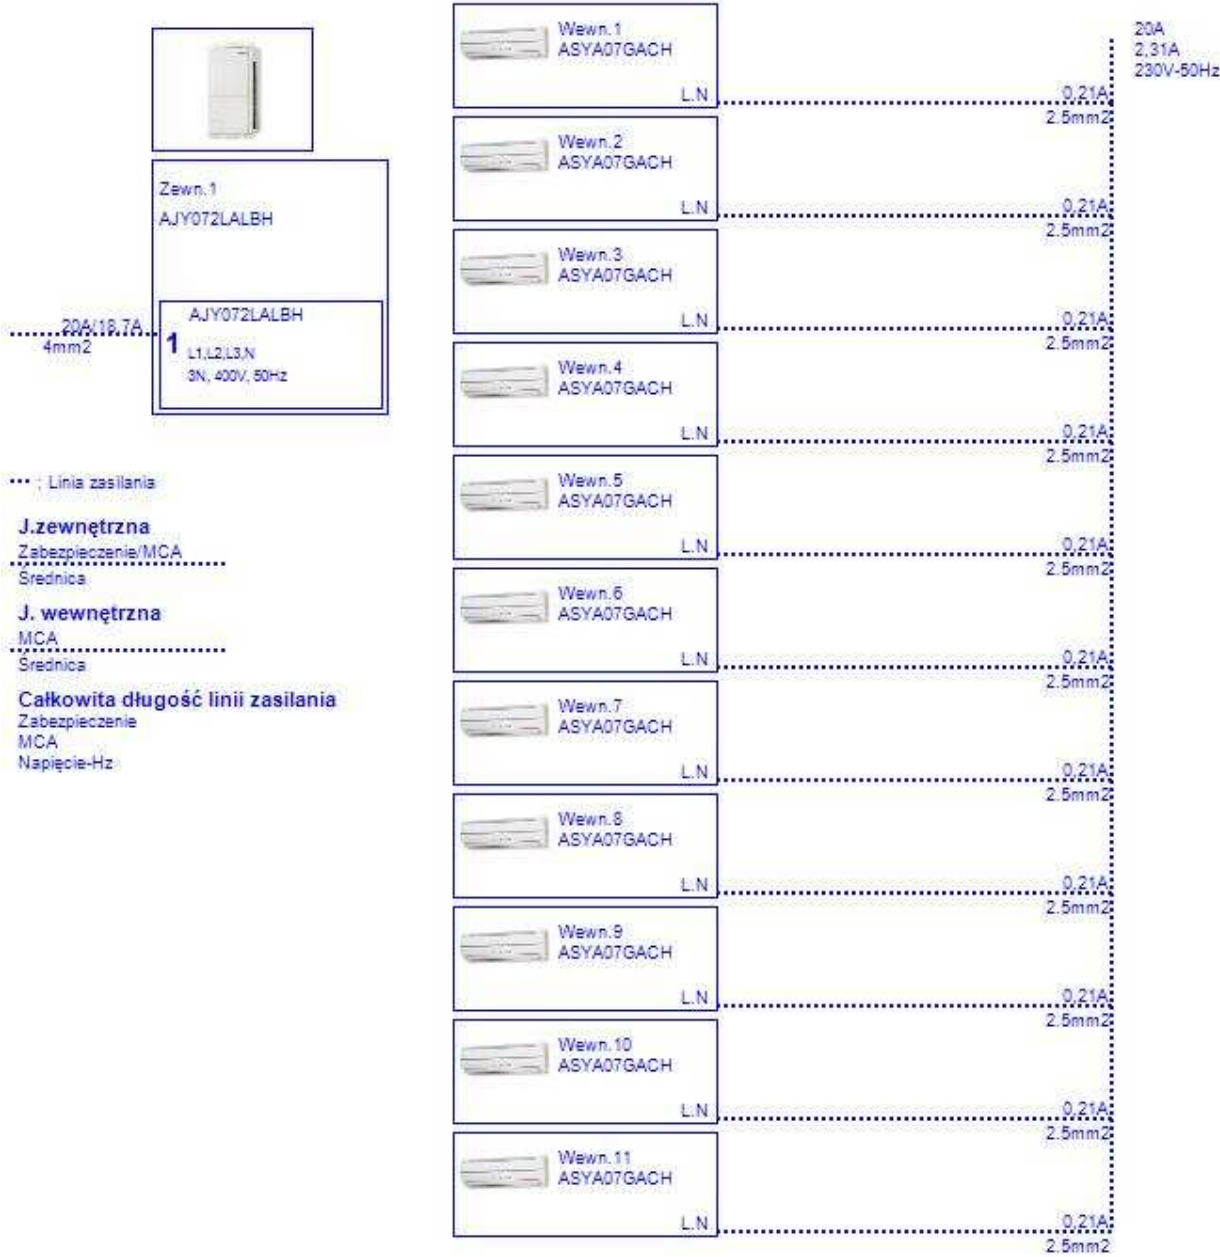 Zewn.1
AJY072LALBH
AJY072LALBH
1
L1,L2,L3,N
3N, 400V, 50Hz
20A/18.7A
4mm2
: Linia zasilania
J.zewnętrzna
Zabezpieczenie/MCA
Średnica
J. wewnętrzna
MCA
Średnica
Całkowita długość linii zasilania
Zabezpieczenie
MCA
Napięcie-Hz
Wewn.1
ASYA07GACH
L.N
0,21A
2.5mm2
Wewn.2
ASYA07GACH
L.N
0,21A
2.5mm2
Wewn.3
ASYA07GACH
L.N
0,21A
2.5mm2
Wewn.4
ASYA07GACH
L.N
0,21A
2.5mm2
Wewn.5
ASYA07GACH
L.N
0,21A
2.5mm2
Wewn.6
ASYA07GACH
L.N
0,21A
2.5mm2
Wewn.7
ASYA07GACH
L.N
0,21A
2.5mm2
Wewn.8
ASYA07GACH
L.N
0,21A
2.5mm2
Wewn.9
ASYA07GACH
L.N
0,21A
2.5mm2
Wewn.10
ASYA07GACH
L.N
0,21A
2.5mm2
Wewn.11
ASYA07GACH
L.N
0,21A
2.5mm2
20A
2,31A
230V-50Hz